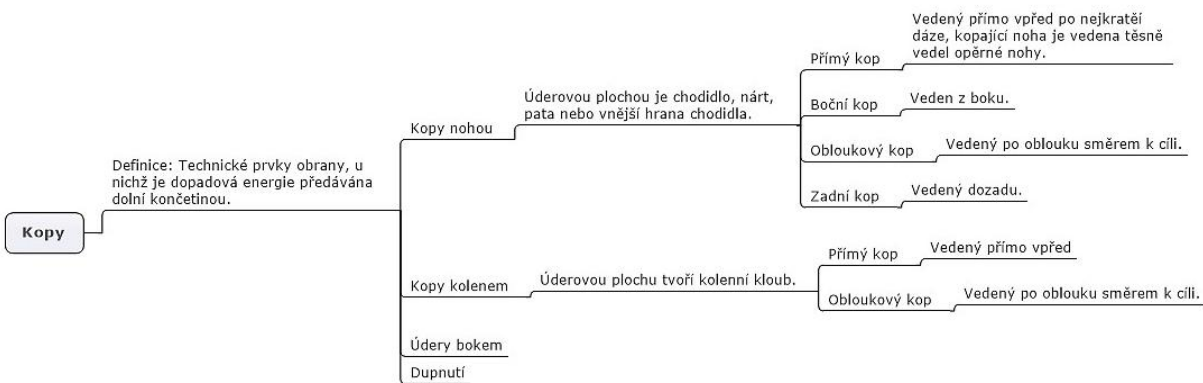 Kopy
Definice: Technické prvky obrany, u
nichž je dopadová energie předávána
dolní končetinou.
Kopy nohou
Úderovou plochou je chodidlo, nárt,
pata nebo vnější hrana chodidla.
Přímý kop
Vedený přímo vpřed po nejkratěí
dáze, kopající noha je vedena těsně
vedel opěrné nohy.
Boční kop
Veden z boku.
Obloukový kop
Vedený po oblouku směrem k cíli.
Zadní kop
Vedený dozadu.
Kopy kolenem
Úderovou plochu tvoří kolenní kloub.
Přímý kop
Vedený přímo vpřed
Obloukový kop
Vedený po oblouku směrem k cíli.
Údery bokem
Dupnutí